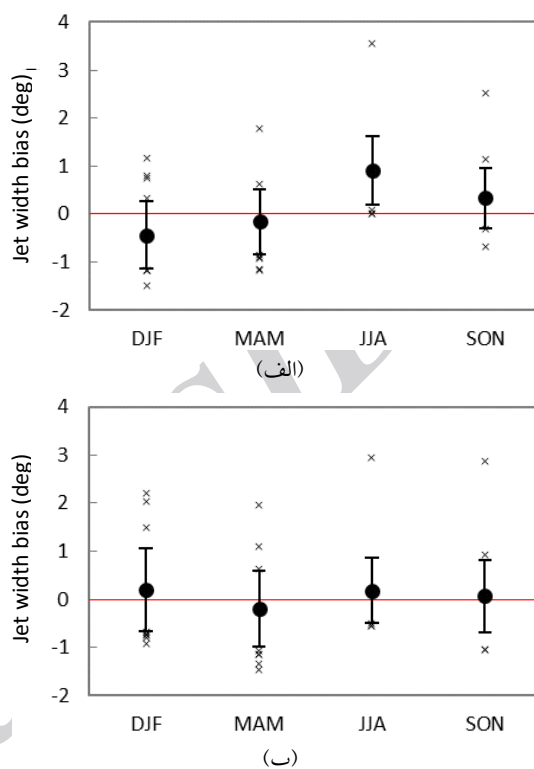 4
3
2
1
0
-1
-2
Jet width bias (deg)
DJF MAM JJA SON
(الف)
4
3
2
1
0
-1
-2
Jet width bias (deg)
DJF MAM JJA SON
(ب)